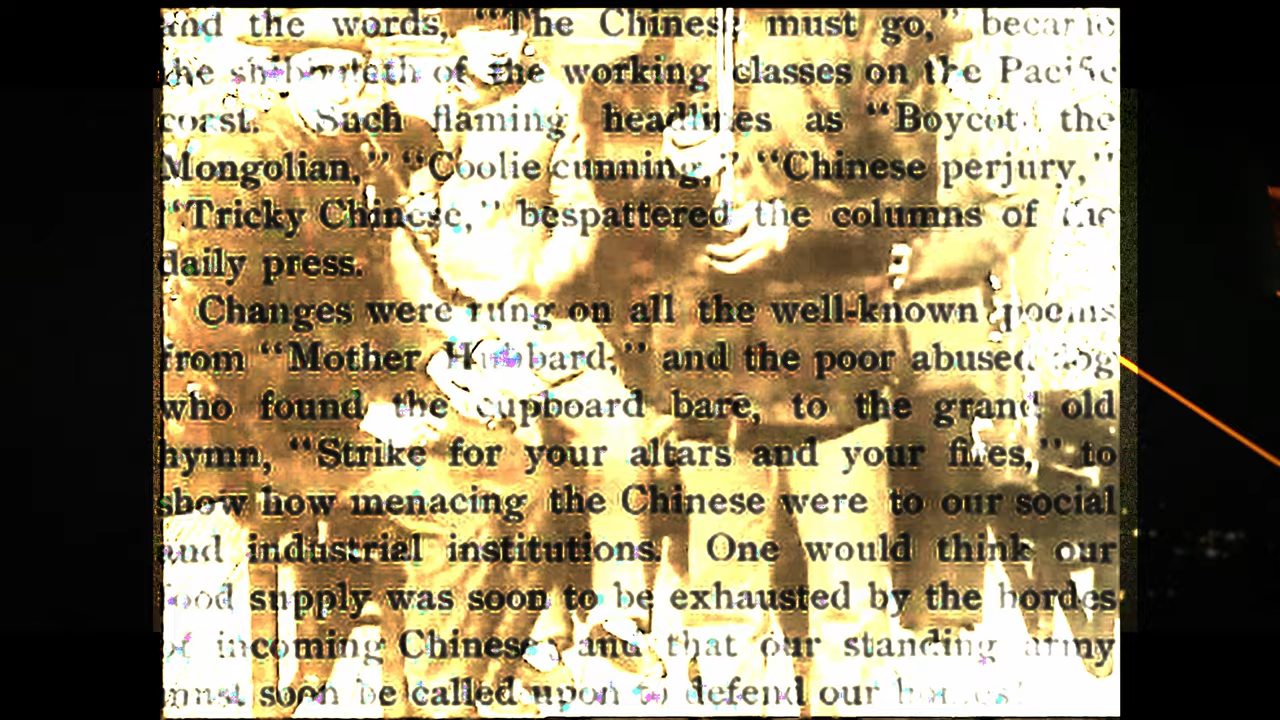 and the words, "The Chinese must go," became
the shibboleth of the working classes on the Pacific
coast. Such flaming headlines as "Boycott the
Mongolian," "Coolie cunning," "Chinese perjury,"
"Tricky Chinese," bespattered the columns of the
daily press.
Changes were rung on all the well-known poems
from "Mother Hubbard," and the poor abused dog
who found the cupboard bare, to the grand old
hymn, "Strike for your altars and your fires," to
show how menacing the Chinese were to our social
and industrial institutions. One would think our
food supply was soon to be exhausted by the hordes
of incoming Chinese, and that our standing army
must soon be called upon to defend our homes!